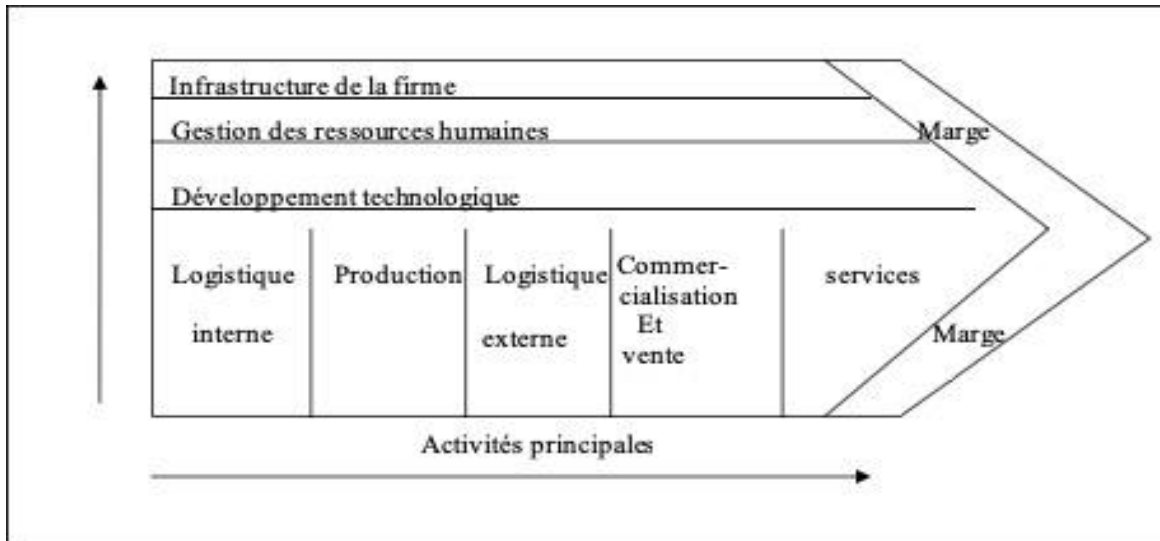 Infrastructure de la firme
Gestion des ressources humaines
Marge
Développement technologique
Logistique
interne
Production
Logistique
externe
Commer-
cialisation
Et
vente
services
Marge
Activités principales